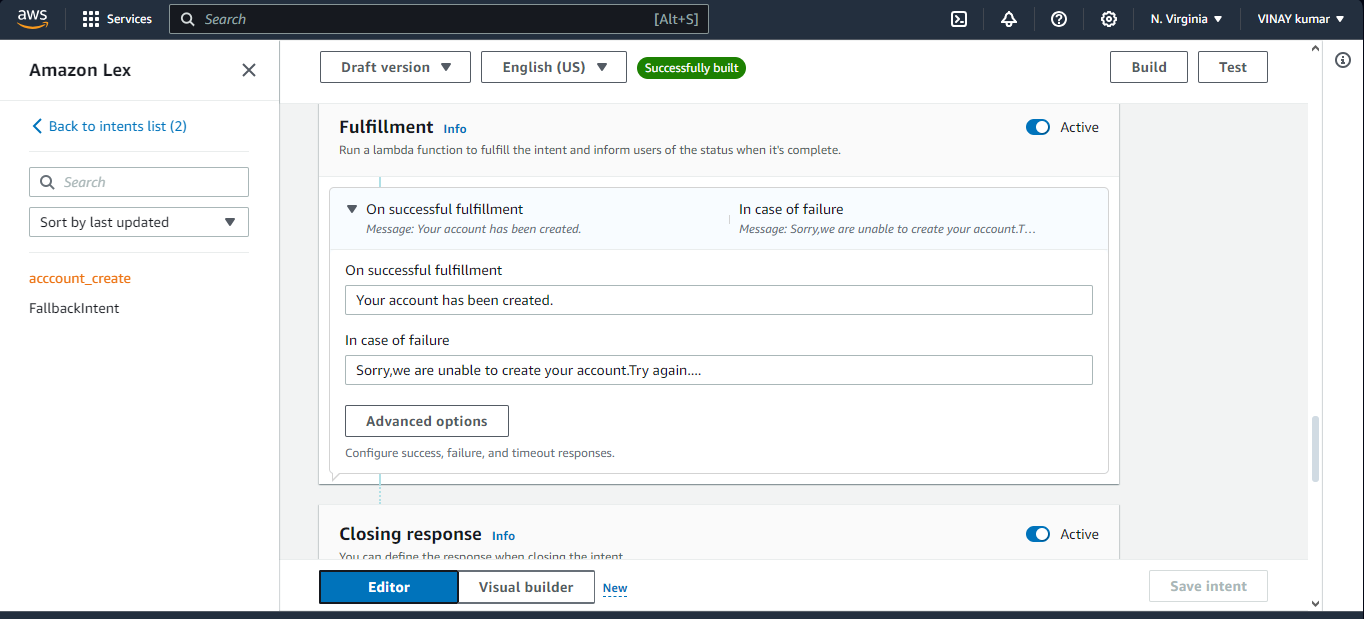 aws
Services
Search
[Alt+S]
N. Virginia
VINAY kumar
Amazon Lex
Back to intents list (2)
Search
Sort by last updated
acccount_create
FallbackIntent
Draft version
English (US)
Successfully built
Build
Test
Fulfillment Info
Active
Run a lambda function to fulfill the intent and inform users of the status when it's complete.
On successful fulfillment
Message: Your account has been created.
In case of failure
Message: Sorry,we are unable to create your account.T...
On successful fulfillment
Your account has been created.
In case of failure
Sorry,we are unable to create your account.Try again....
Advanced options
Configure success, failure, and timeout responses.
Closing response Info
Active
You can define the response when closing the intent.
Editor
Visual builder
New
Save intent